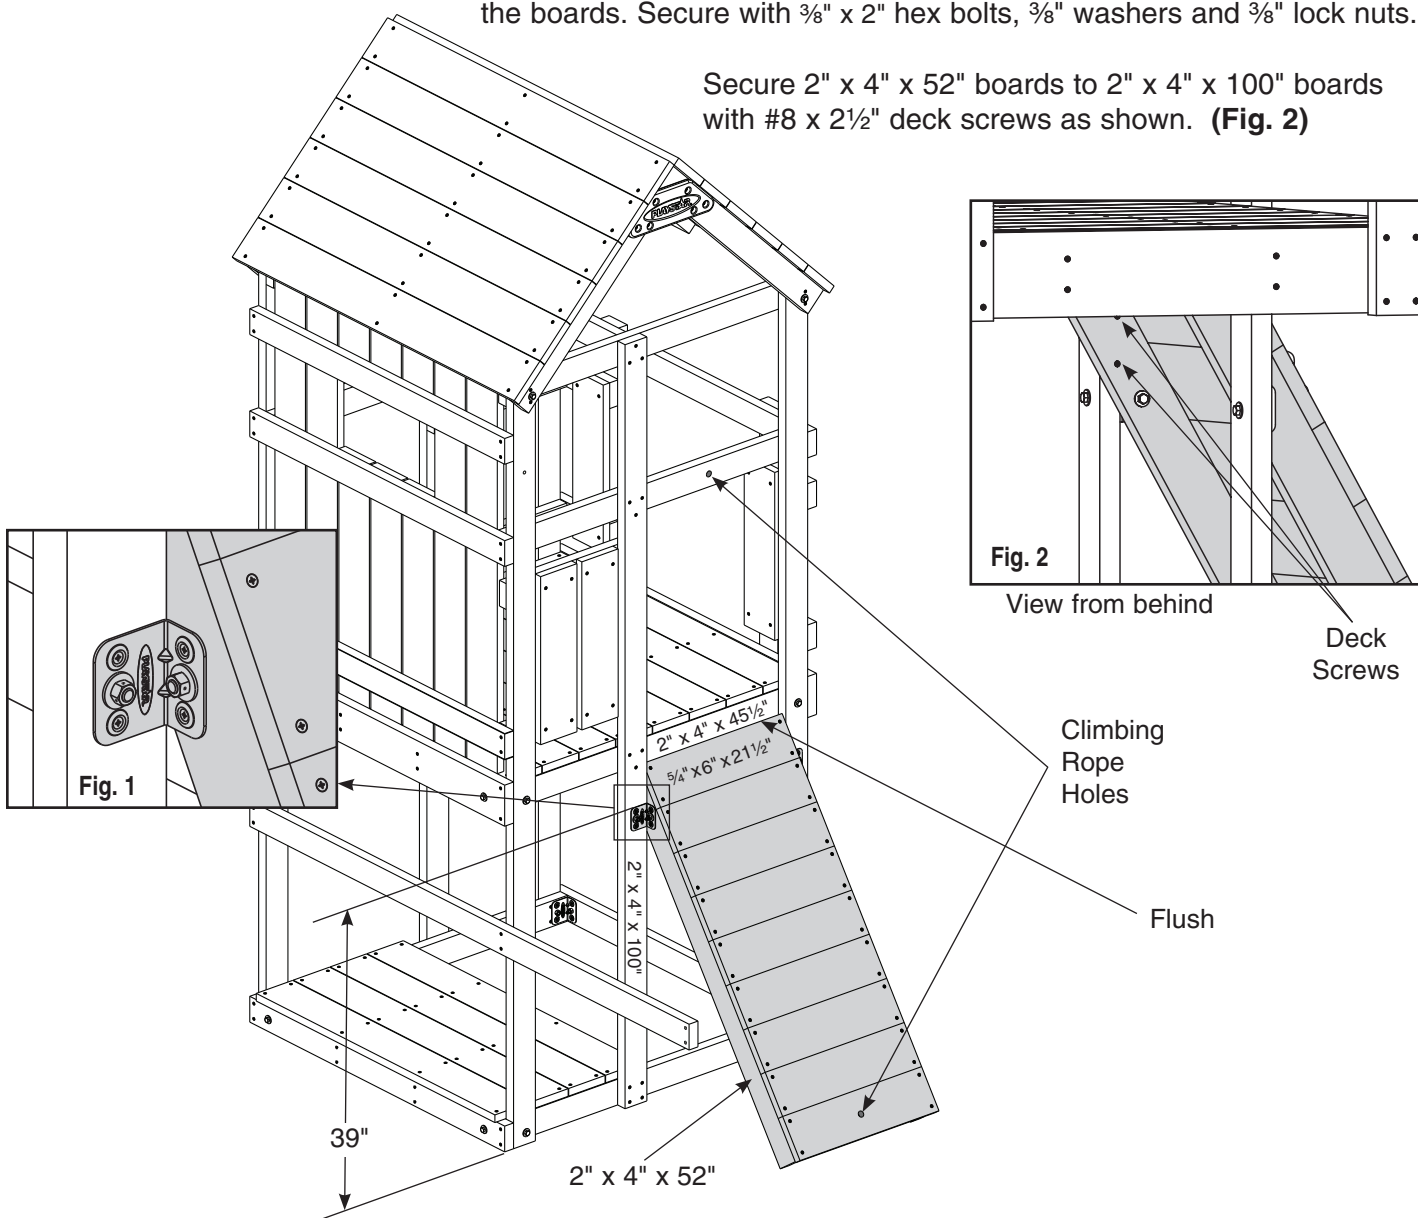 the boards. Secure with ⅜" x 2" hex bolts, ⅜" washers and ⅜" lock nuts.
Secure 2" x 4" x 52" boards to 2" x 4" x 100" boards
with #8 x 2½" deck screws as shown. (Fig. 2)
PLAYSTAR
Fig. 2
View from behind
Deck
Screws
PLAYSTAR
Fig. 1
2" x 4" x 45½"
⁵⁄₄" x6" x21½"
Climbing
Rope
Holes
2" x 4" x 100"
Flush
39"
2" x 4" x 52"